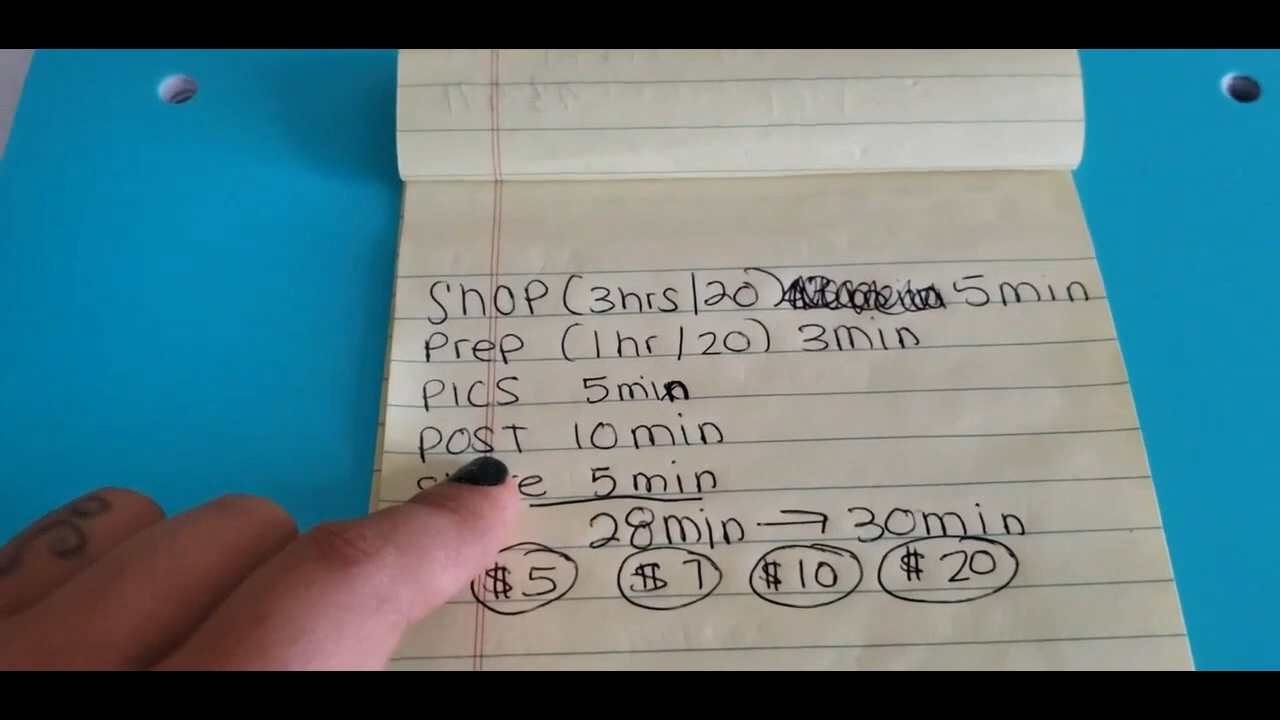 Shop (3hrs/20) 5min
Prep (1hr/20) 3min
PICS 5min
POST 10min
5min
28min → 30min
$5 $7 $10 $20